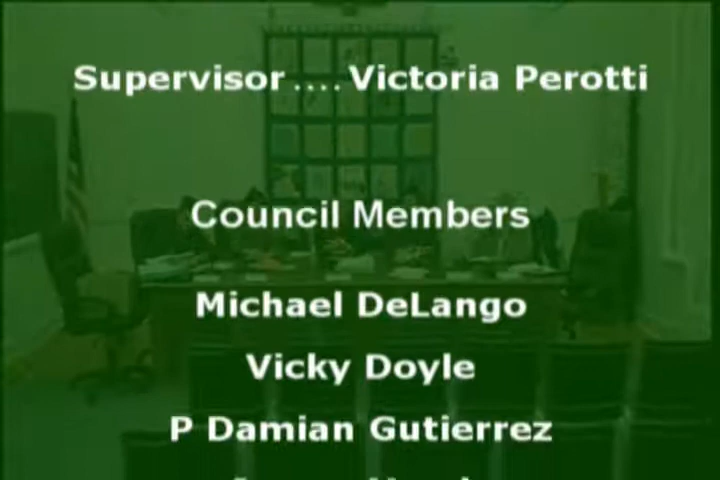 Supervisor .... Victoria Perotti
Council Members
Michael DeLango
Vicky Doyle
P Damian Gutierrez